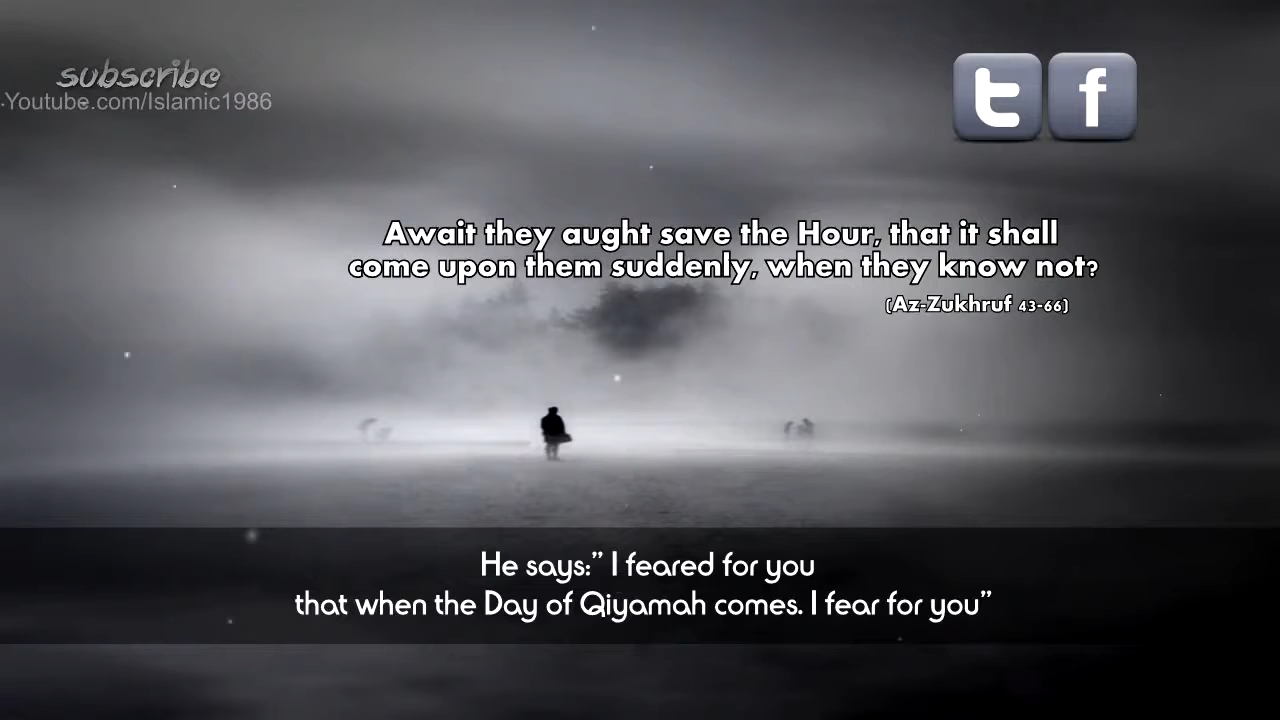 subscribe
Youtube.com/Islamic1986
t f
Await they aught save the Hour, that it shall
come upon them suddenly, when they know not?
(Az-Zukhruf 43-66)
He says:” I feared for you
that when the Day of Qiyamah comes. I fear for you”